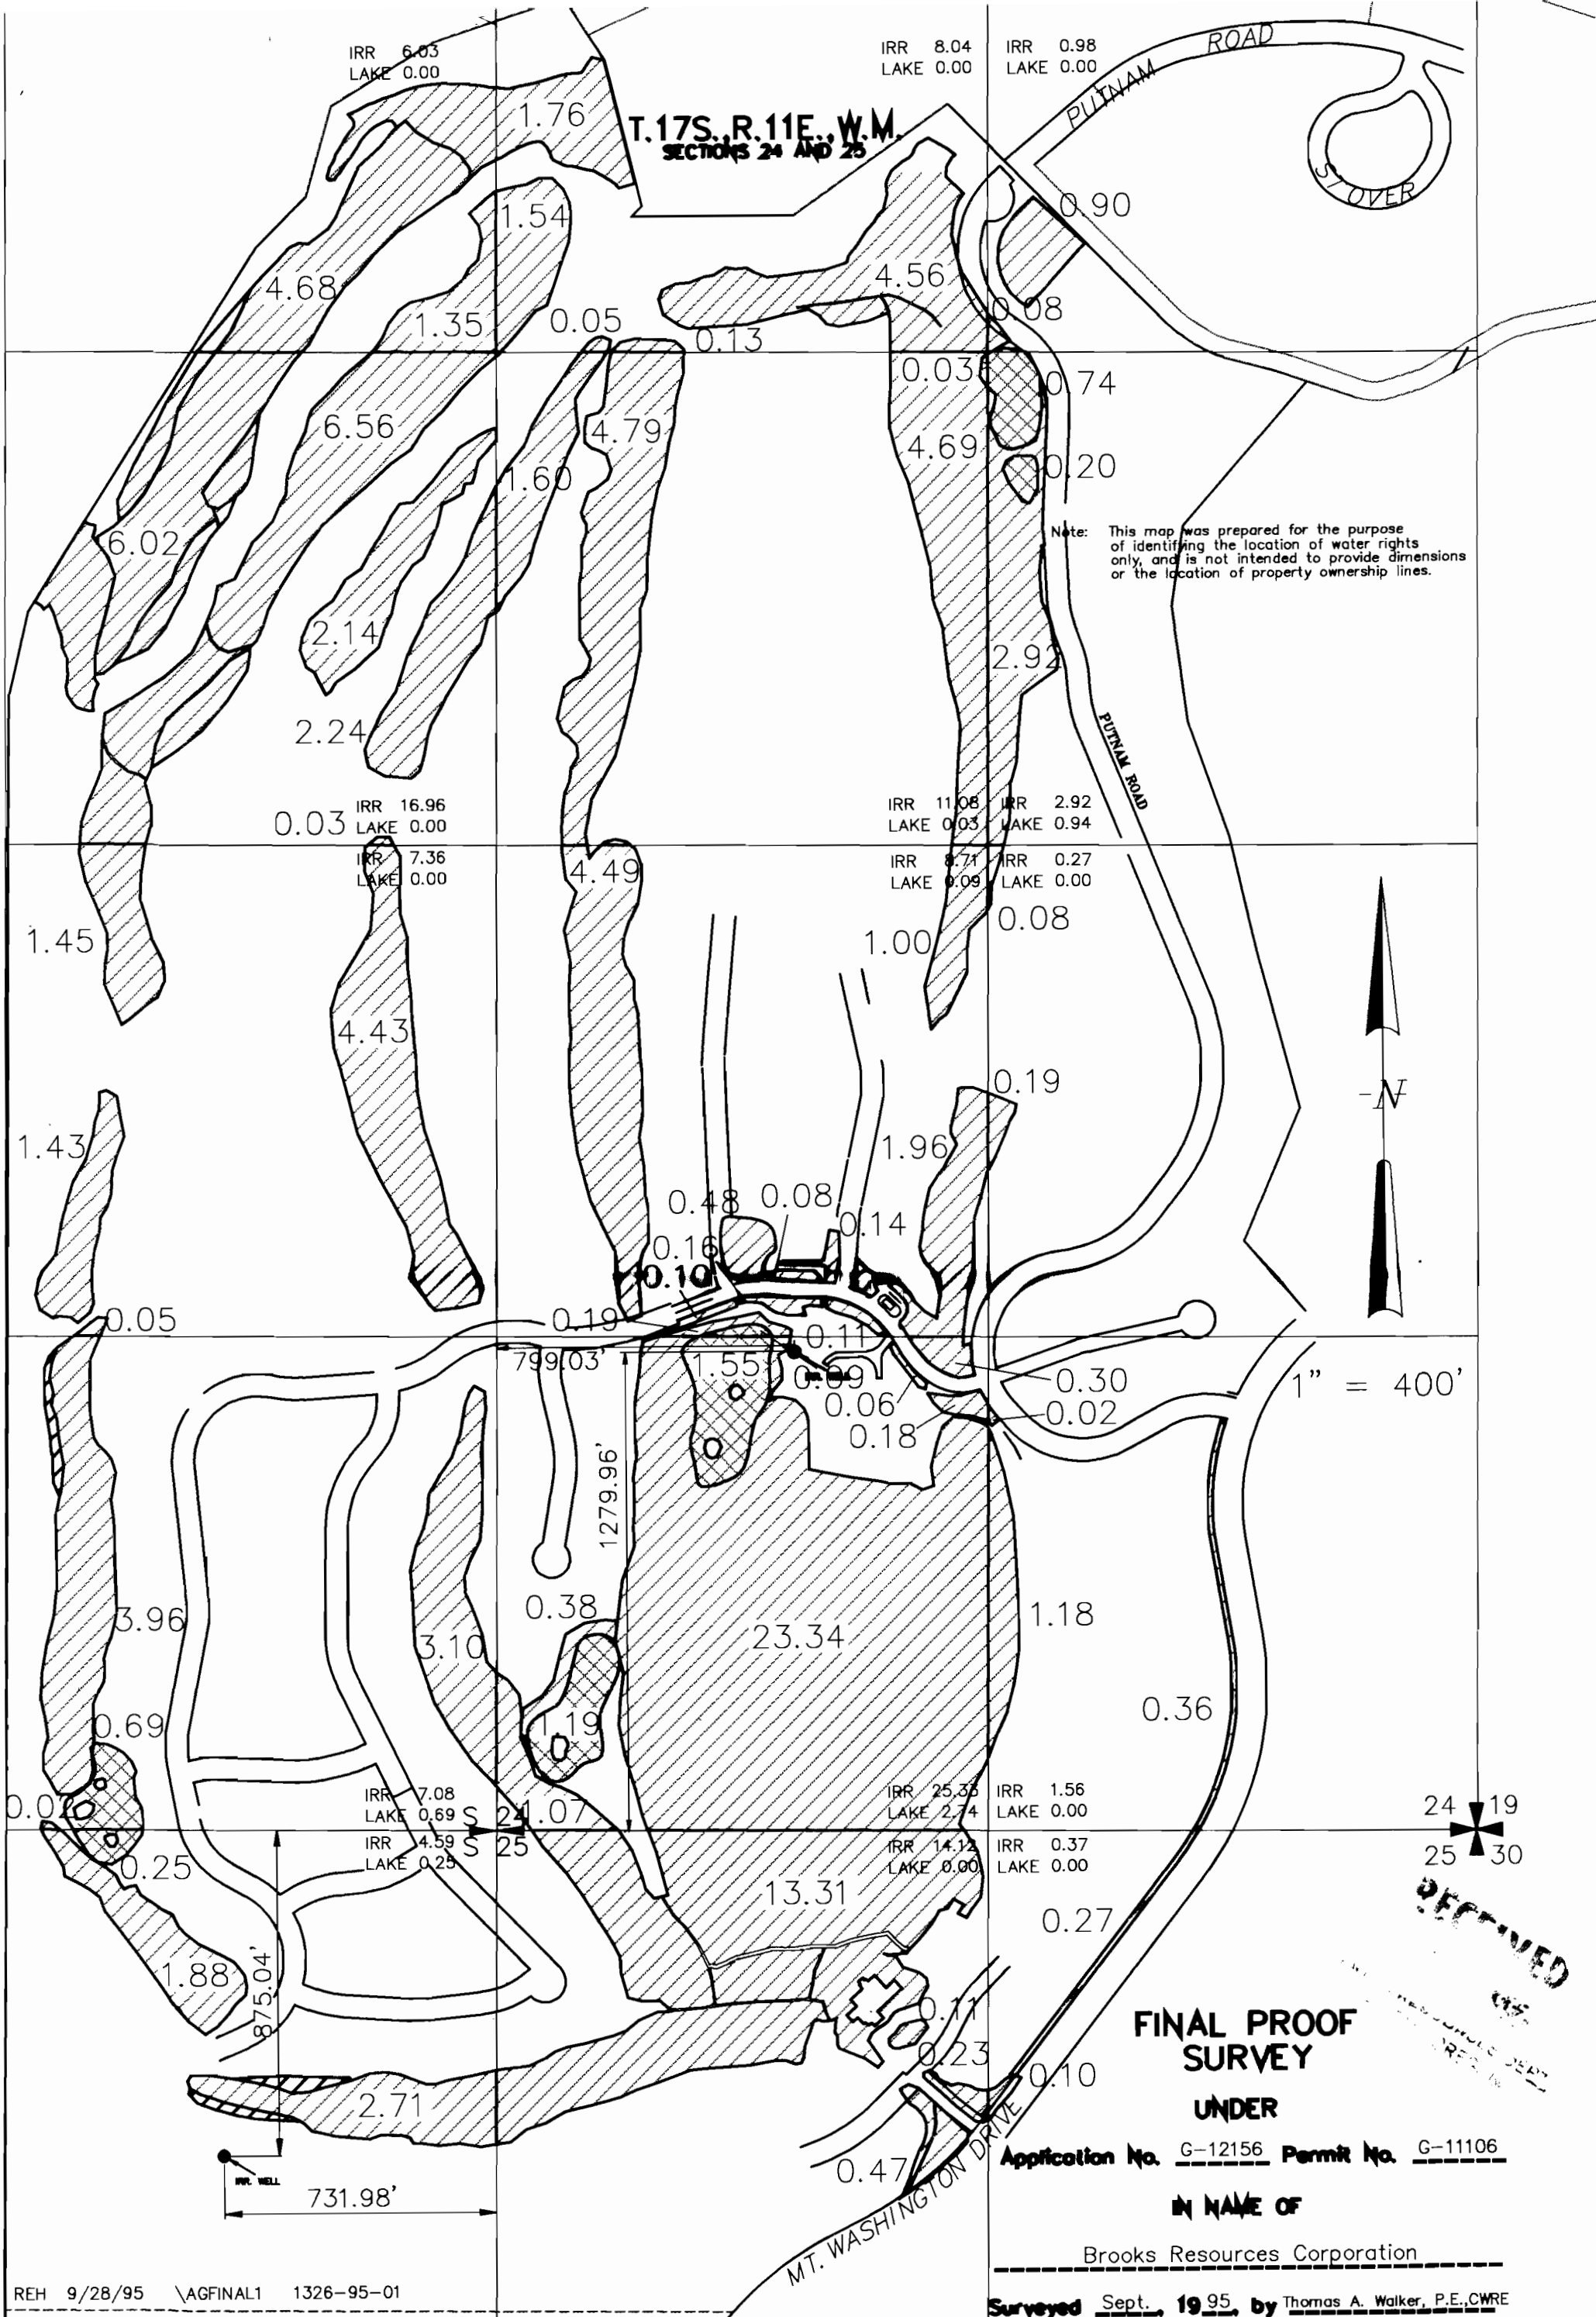 IRR 6.03
LAKE 0.00
IRR 8.04
LAKE 0.00
IRR 0.98
LAKE 0.00
PUTNAM ROAD
STOVER
T.17S.,R.11E.,W.M.
SECTIONS 24 AND 25
1.76
1.54
0.90
4.68
4.56
1.35
0.05
0.08
0.13
0.03
0.74
6.56
4.79
4.69
1.60
0.20
6.02
Note: This map was prepared for the purpose
of identifying the location of water rights
only, and is not intended to provide dimensions
or the location of property ownership lines.
2.14
2.92
2.24
PUTNAM ROAD
0.03
IRR 16.96
LAKE 0.00
IRR 11.08
LAKE 0.03
IRR 2.92
LAKE 0.94
IRR 7.36
LAKE 0.00
4.49
IRR 8.71
LAKE 0.09
IRR 0.27
LAKE 0.00
0.08
1.45
1.00
4.43
0.19
-N-
1.43
1.96
0.48
0.08
0.14
0.16
0.10
0.05
0.19
0.11
799.03'
1.55
IRR. WELL
0.09
0.30
1" = 400'
0.06
0.02
0.18
1279.96'
0.38
3.96
3.10
23.34
1.18
0.69
1.19
0.36
0.02
IRR 7.08
LAKE 0.69
S 24
1.07
IRR 25.33
LAKE 2.74
IRR 1.56
LAKE 0.00
24 19
IRR 4.59
LAKE 0.25
S 25
IRR 14.12
LAKE 0.00
IRR 0.37
LAKE 0.00
25 30
0.25
13.31
0.27
RECEIVED
1.88
875.04'
0.11
0.23
0.10
2.71
0.47
IRR. WELL
731.98'
MT. WASHINGTON DRIVE
FINAL PROOF
SURVEY
UNDER
Application No. G-12156 Permit No. G-11106
IN NAME OF
Brooks Resources Corporation
Surveyed Sept., 1995, by Thomas A. Walker, P.E.,CWRE
REH 9/28/95 \AGFINAL1 1326-95-01